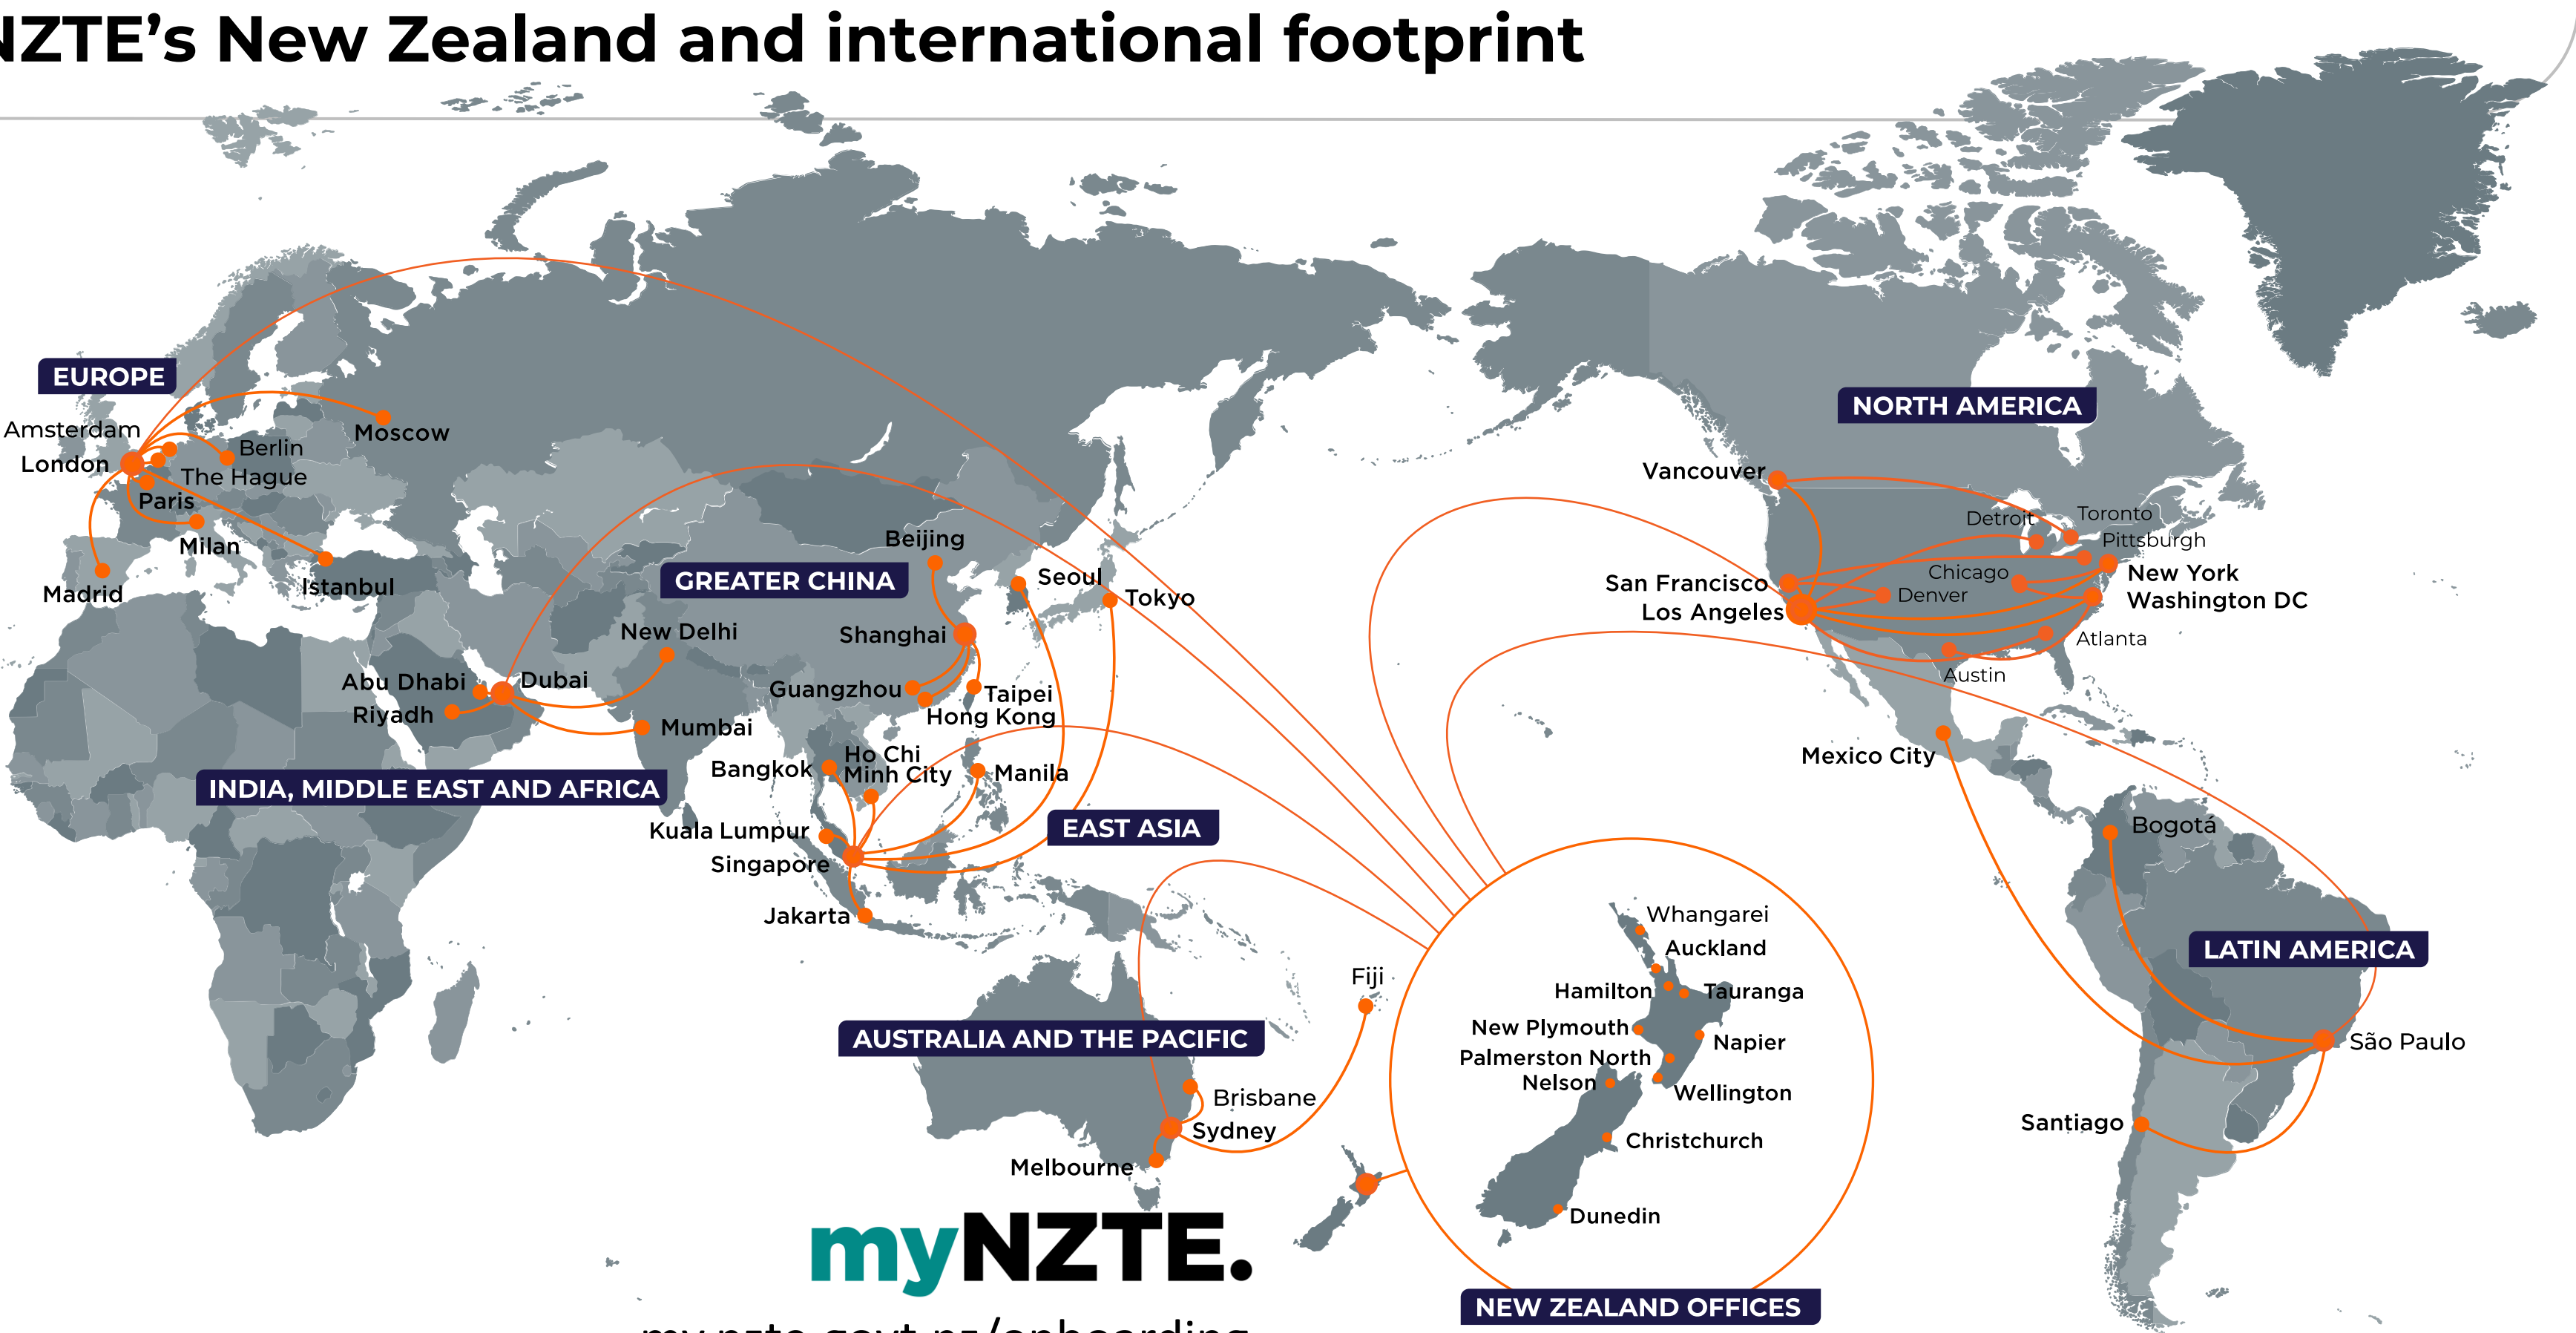 NZTE’s New Zealand and international footprint
EUROPE
Amsterdam
London
Berlin
The Hague
Paris
Milan
Madrid
Moscow
Istanbul
GREATER CHINA
Beijing
Shanghai
Guangzhou
Taipei
Hong Kong
Seoul
Tokyo
New Delhi
Abu Dhabi
Dubai
Riyadh
Mumbai
INDIA, MIDDLE EAST AND AFRICA
Bangkok
Ho Chi
Minh City
Manila
Kuala Lumpur
Singapore
Jakarta
EAST ASIA
AUSTRALIA AND THE PACIFIC
Fiji
Brisbane
Sydney
Melbourne
NORTH AMERICA
Vancouver
Detroit
Toronto
Pittsburgh
San Francisco
Los Angeles
Denver
Chicago
New York
Washington DC
Atlanta
Austin
Mexico City
Bogotá
LATIN AMERICA
São Paulo
Santiago
Whangarei
Auckland
Hamilton
Tauranga
New Plymouth
Napier
Palmerston North
Nelson
Wellington
Christchurch
Dunedin
NEW ZEALAND OFFICES
myNZTE.
my.nzte.govt.nz/onboarding